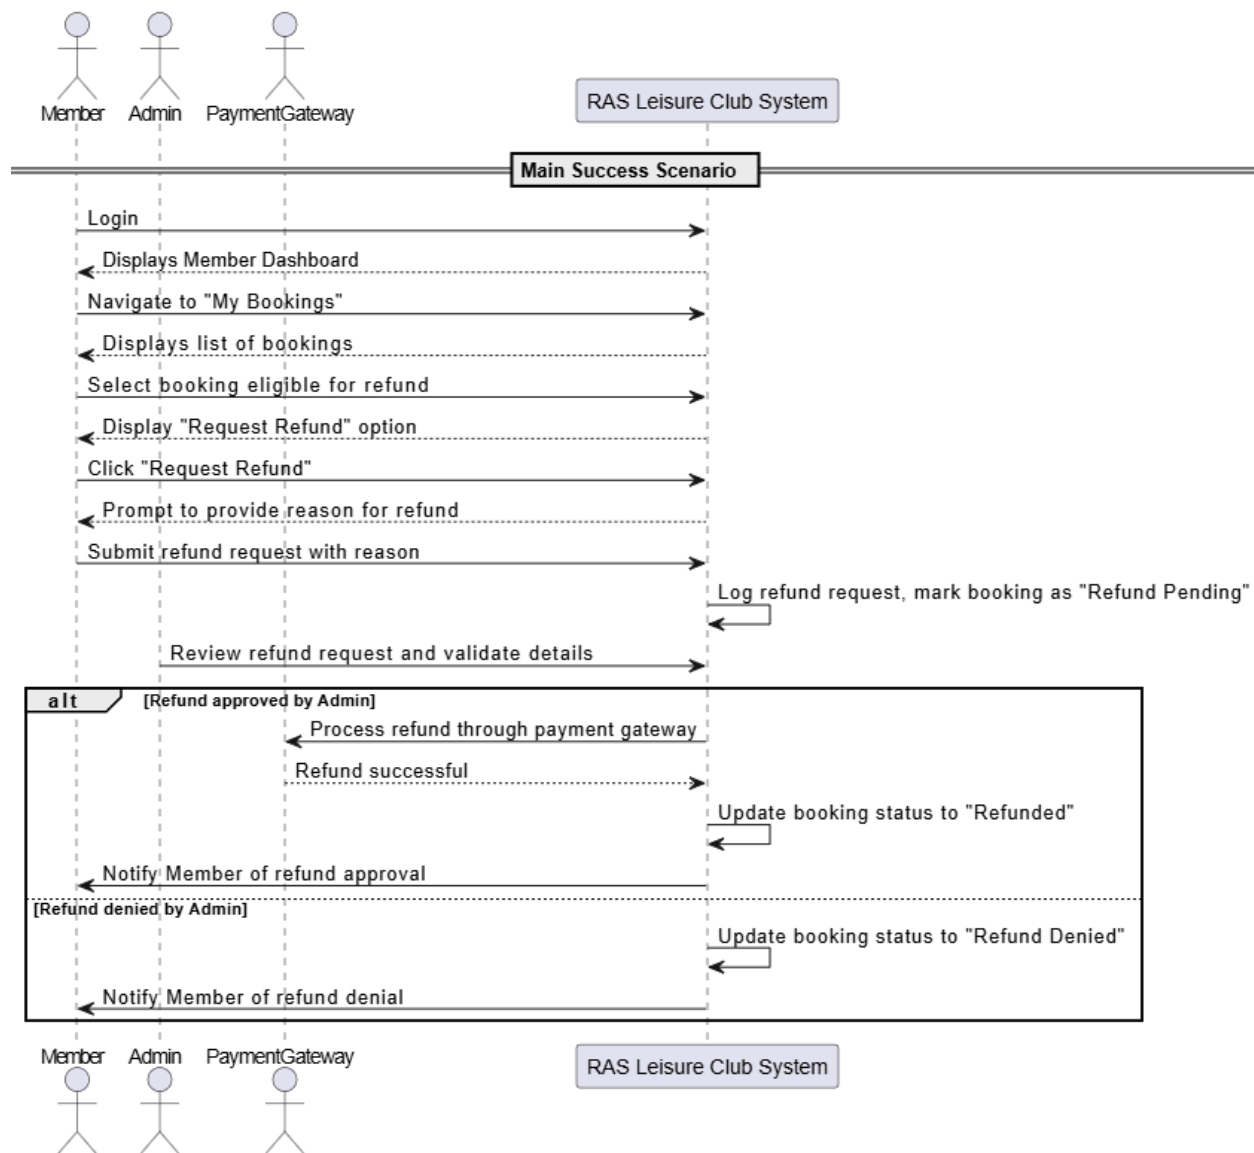 Member Admin PaymentGateway
RAS Leisure Club System
Main Success Scenario
Login
Displays Member Dashboard
Navigate to "My Bookings"
Displays list of bookings
Select booking eligible for refund
Display "Request Refund" option
Click "Request Refund"
Prompt to provide reason for refund
Submit refund request with reason
Log refund request, mark booking as "Refund Pending"
Review refund request and validate details
alt [Refund approved by Admin]
Process refund through payment gateway
Refund successful
Update booking status to "Refunded"
Notify Member of refund approval
[Refund denied by Admin]
Update booking status to "Refund Denied"
Notify Member of refund denial
Member Admin PaymentGateway
RAS Leisure Club System